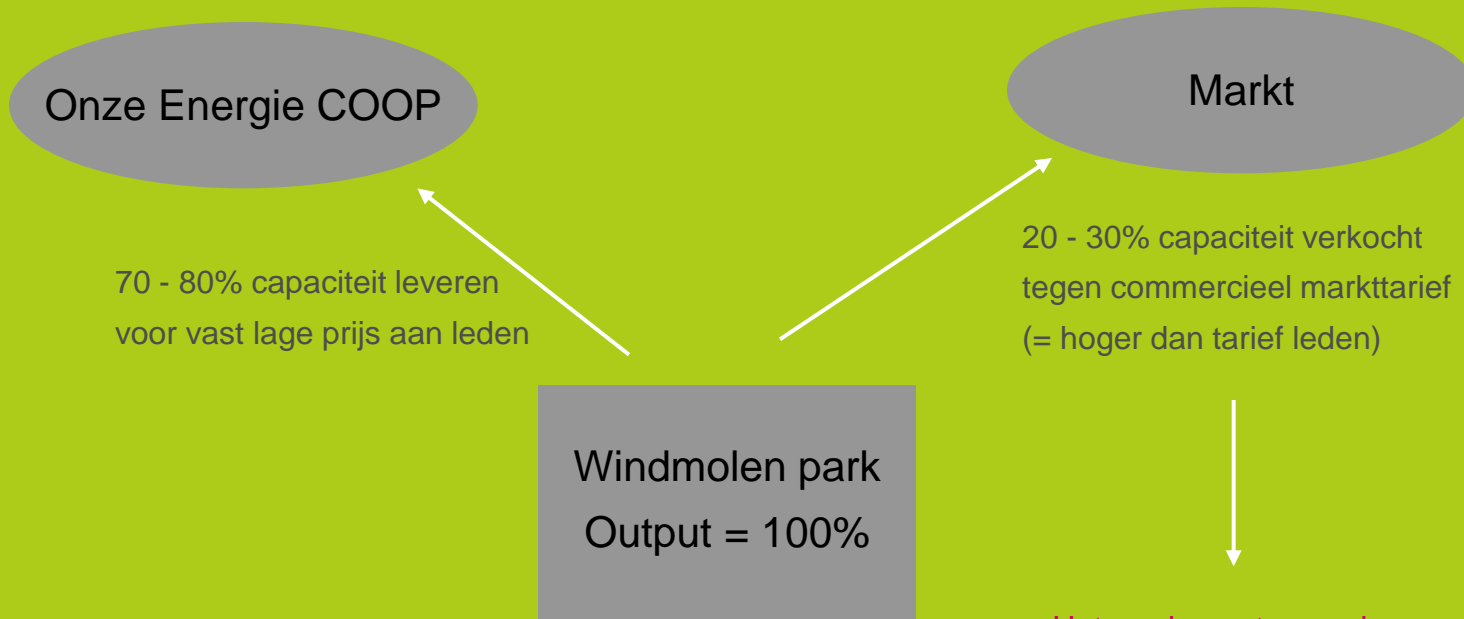 Onze Energie COOP
Markt
70 - 80% capaciteit leveren
voor vast lage prijs aan leden
20 - 30% capaciteit verkocht
tegen commercieel markttarief
(= hoger dan tarief leden)
Windmolen park
Output = 100%